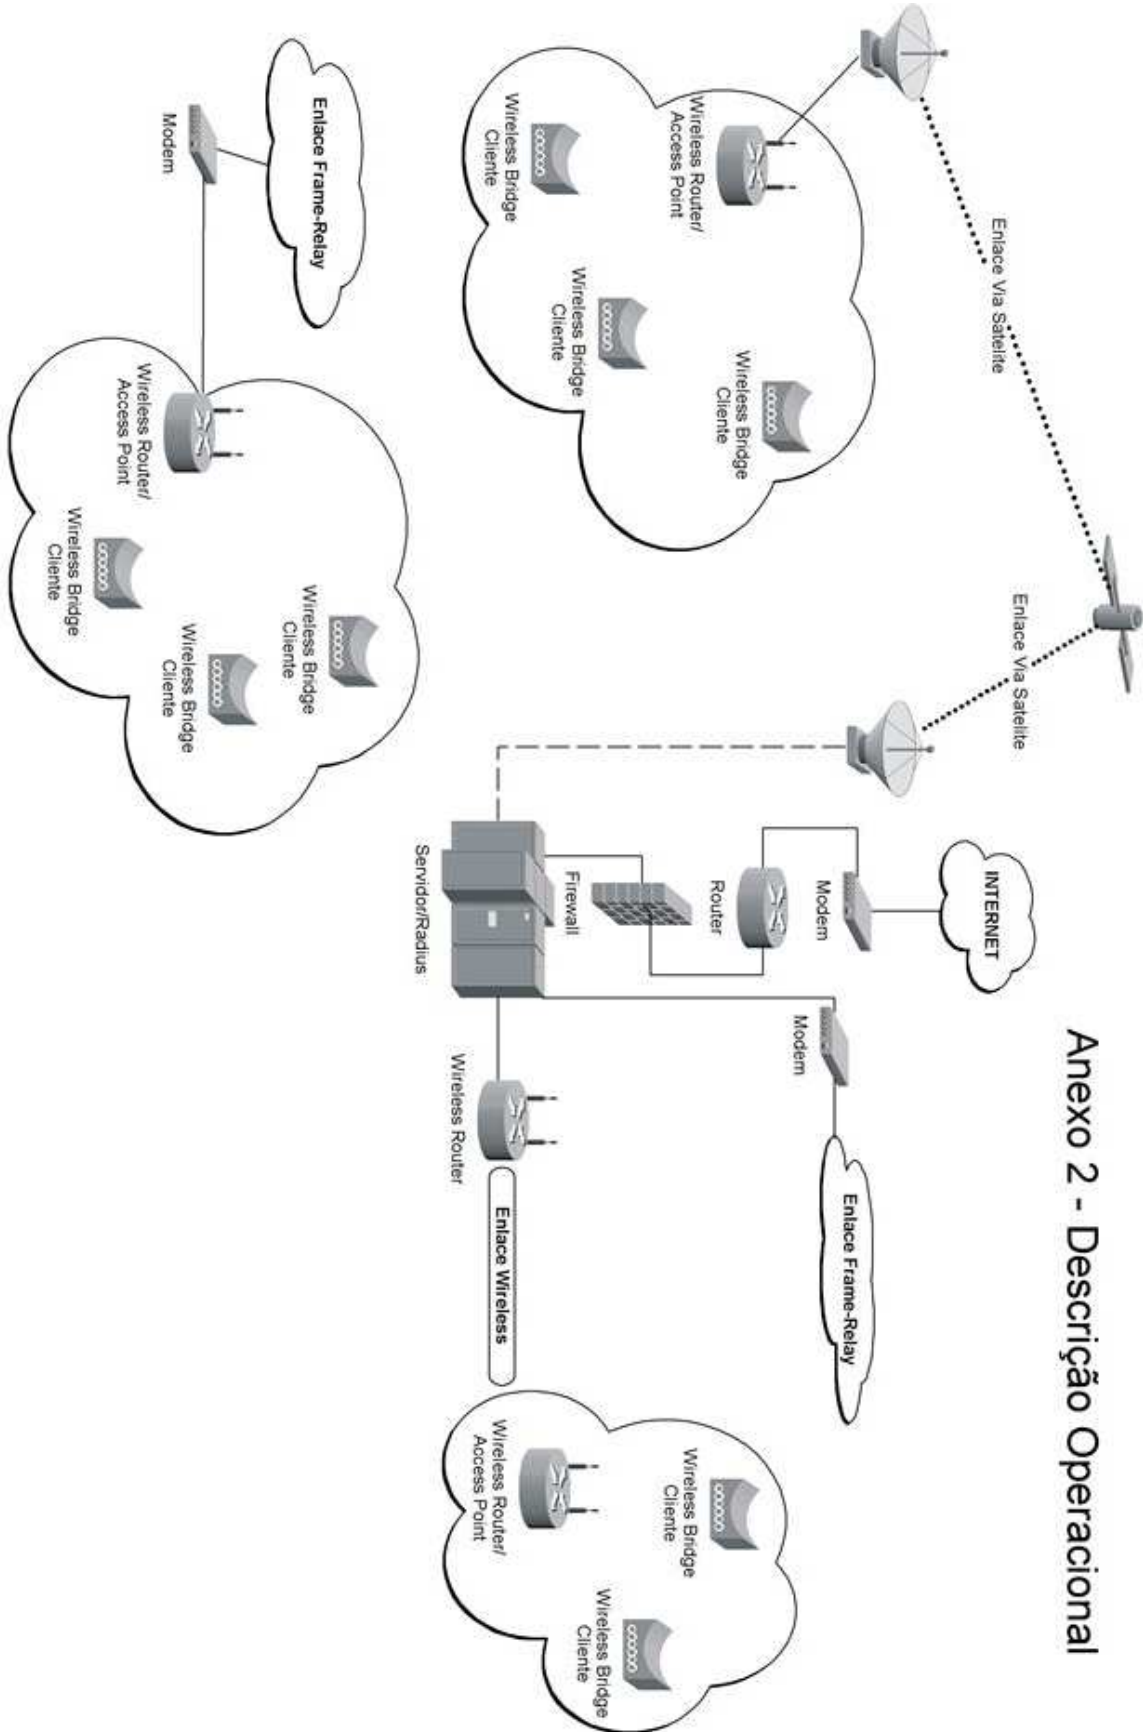 Anexo 2 - Descrição Operacional
Enlace Via Satelite
Enlace Via Satelite
Wireless Router/
Access Point
Wireless Bridge
Cliente
Wireless Bridge
Cliente
Wireless Bridge
Cliente
INTERNET
Modem
Router
Firewall
Servidor/Radius
Modem
Enlace Frame-Relay
Wireless Router
Enlace Wireless
Wireless Bridge
Cliente
Wireless Router/
Access Point
Wireless Bridge
Cliente
Enlace Frame-Relay
Modem
Wireless Router/
Access Point
Wireless Bridge
Cliente
Wireless Bridge
Cliente
Wireless Bridge
Cliente